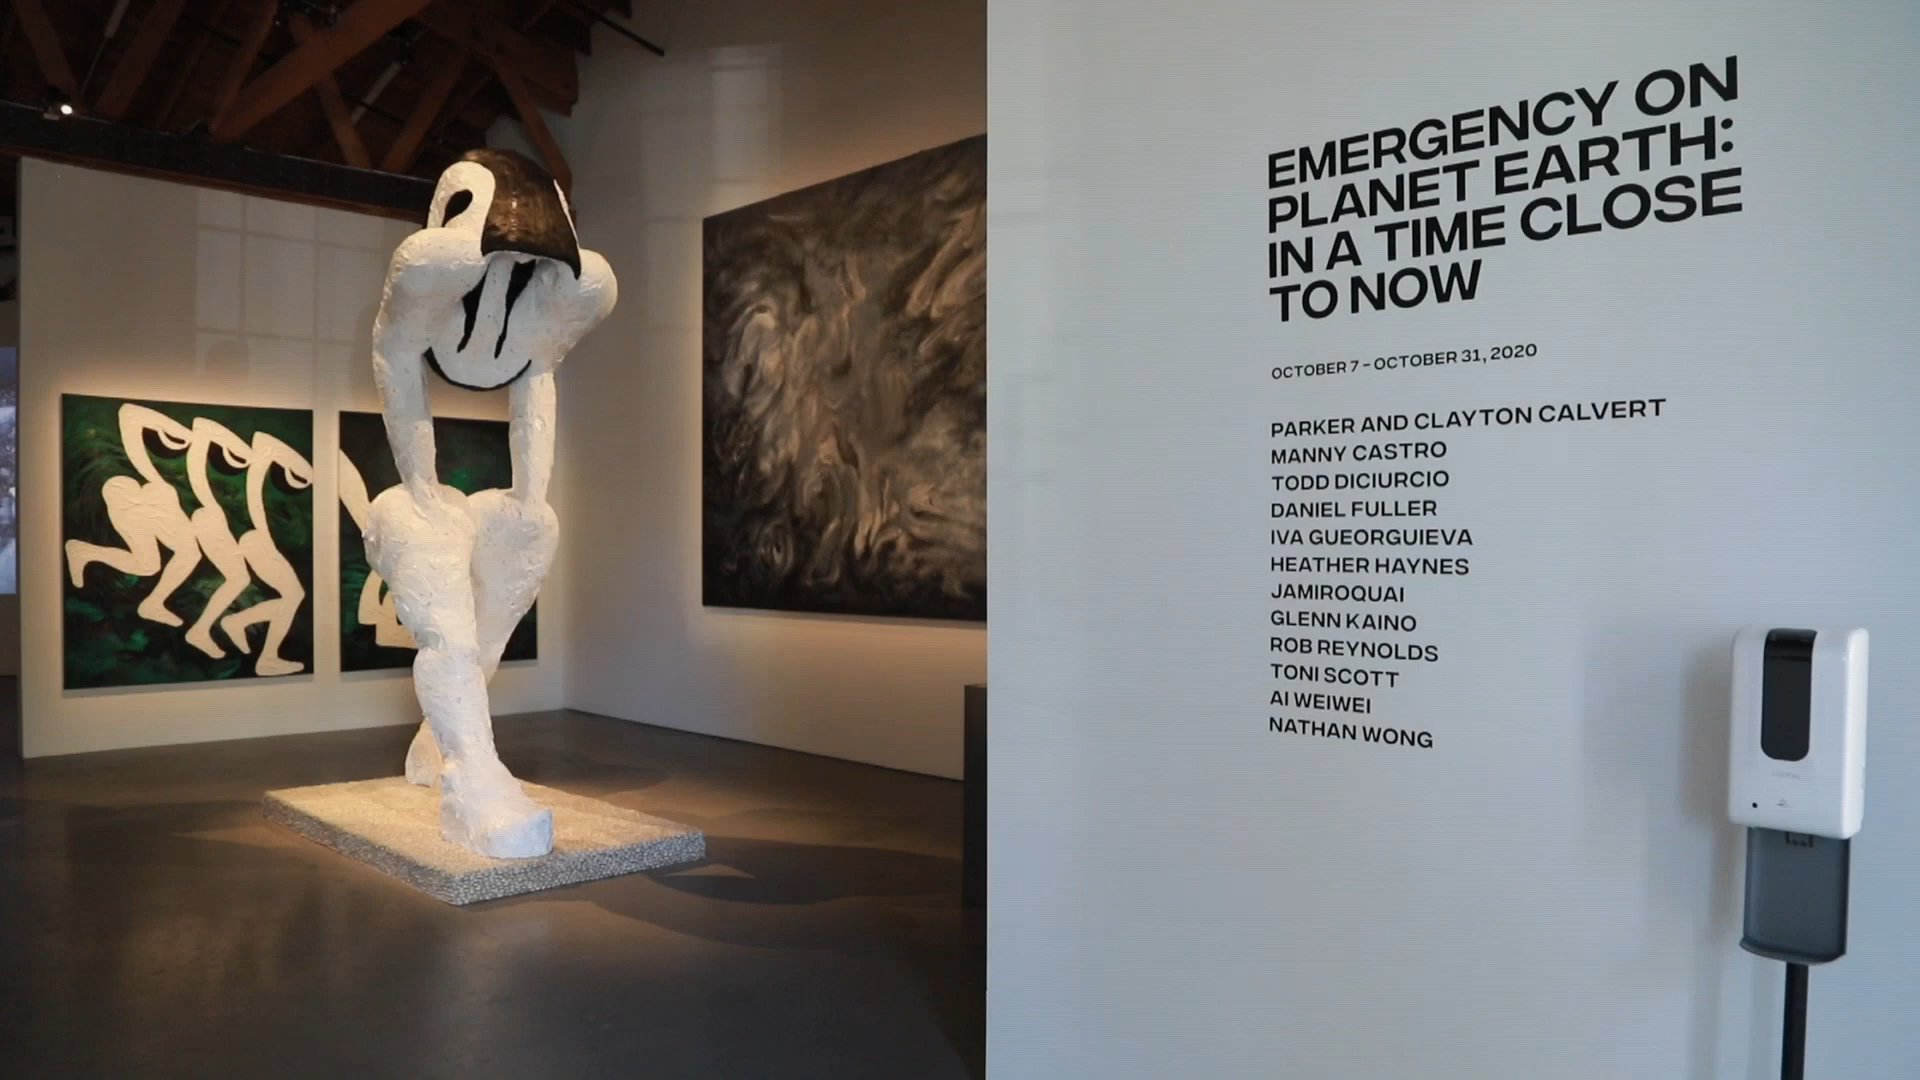 EMERGENCY ON
PLANET EARTH:
IN A TIME CLOSE
TO NOW
OCTOBER 7 – OCTOBER 31, 2020
PARKER AND CLAYTON CALVERT
MANNY CASTRO
TODD DICIURCIO
DANIEL FULLER
IVA GUEORGUIEVA
HEATHER HAYNES
JAMIROQUAI
GLENN KAINO
ROB REYNOLDS
TONI SCOTT
AI WEIWEI
NATHAN WONG